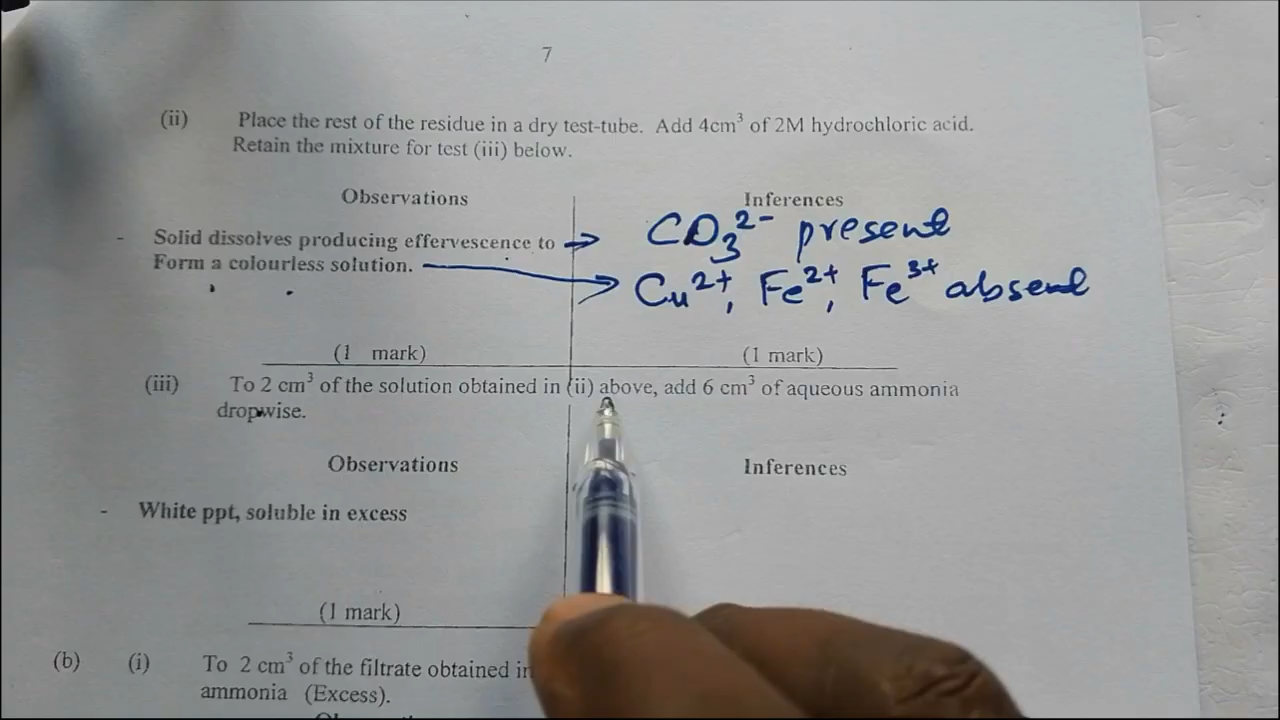 7
(ii) Place the rest of the residue in a dry test-tube. Add 4cm³ of 2M hydrochloric acid.
Retain the mixture for test (iii) below.
Observations Inferences
- Solid dissolves producing effervescence to → CO₃²⁻ present
Form a colourless solution. → Cu²⁺, Fe²⁺, Fe³⁺ absent
(1 mark) (1 mark)
(iii) To 2 cm³ of the solution obtained in (ii) above, add 6 cm³ of aqueous ammonia
dropwise.
Observations Inferences
- White ppt, soluble in excess
(1 mark)
(b) (i) To 2 cm³ of the filtrate obtained in
ammonia (Excess).